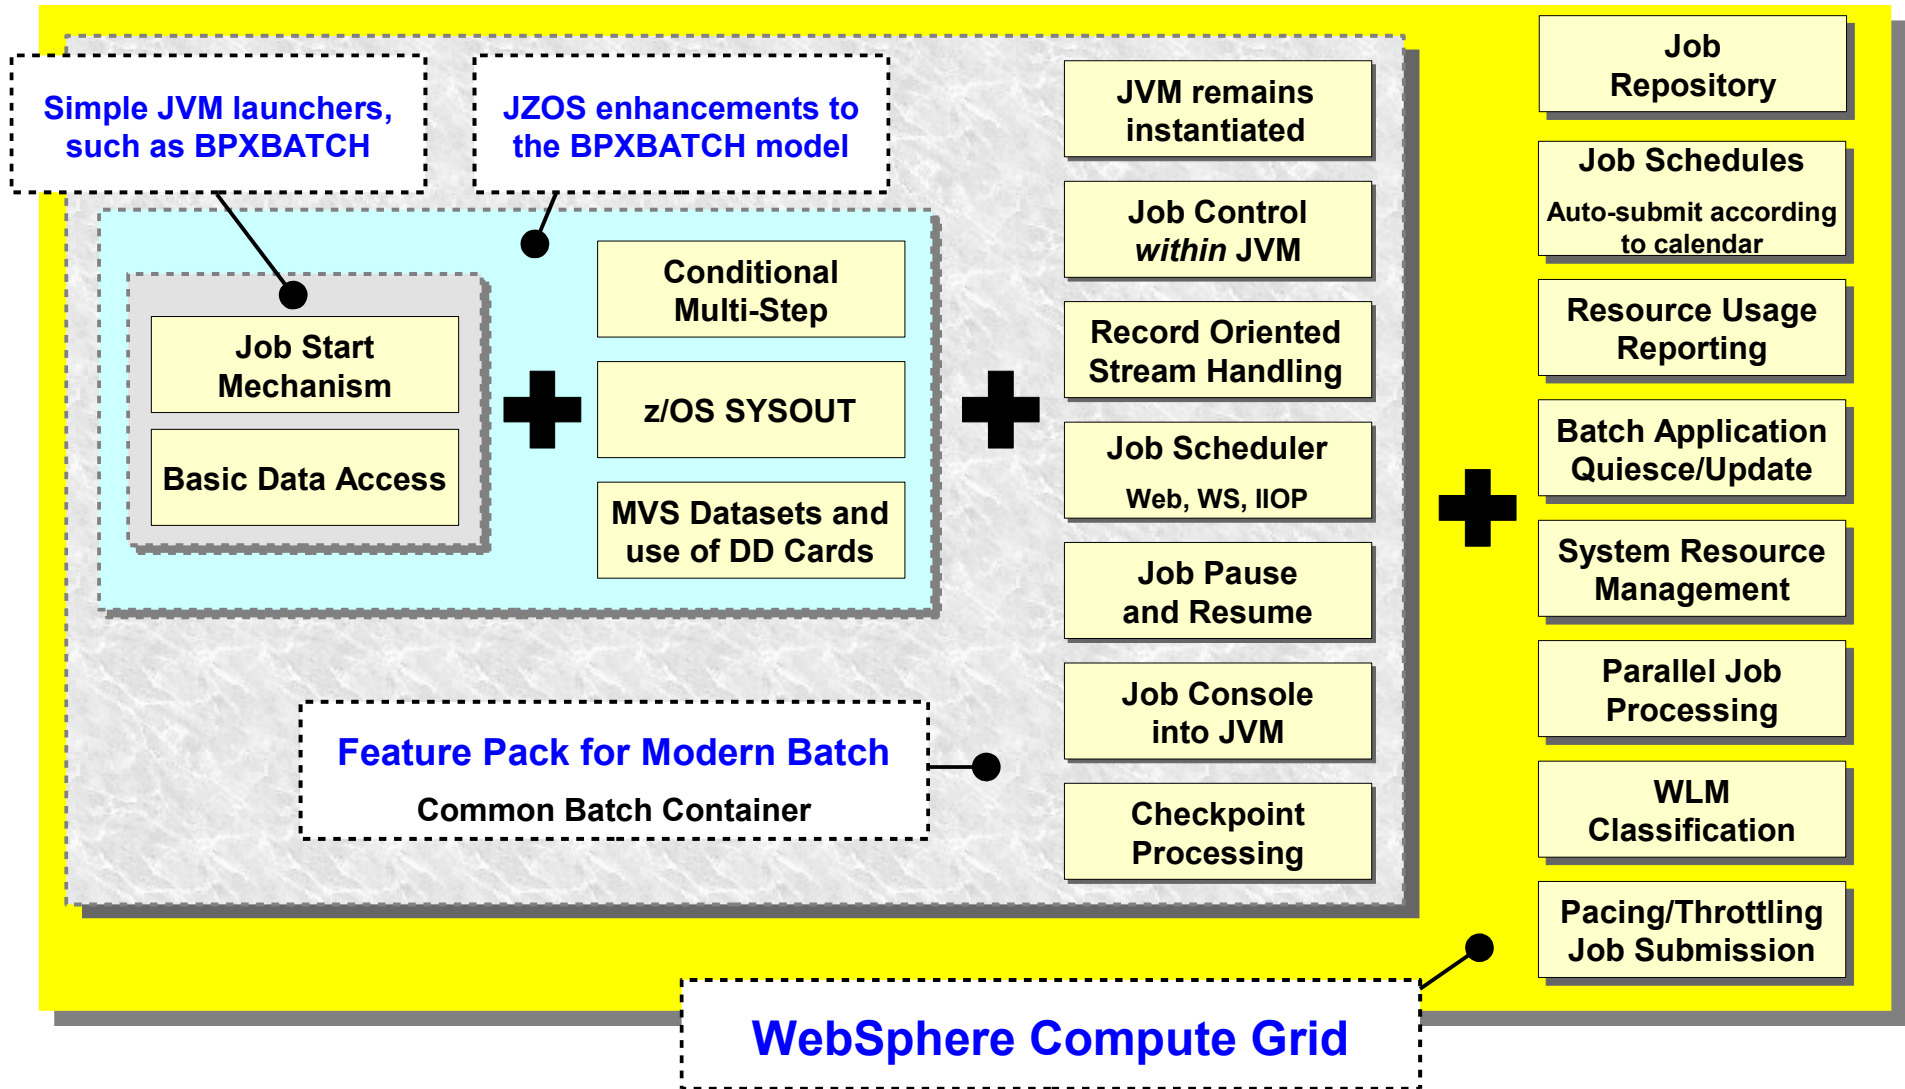 Simple JVM launchers,
such as BPXBATCH
JZOS enhancements to
the BPXBATCH model
Job Start
Mechanism
Basic Data Access
Conditional
Multi-Step
z/OS SYSOUT
MVS Datasets and
use of DD Cards
Feature Pack for Modern Batch
Common Batch Container
JVM remains
instantiated
Job Control
within JVM
Record Oriented
Stream Handling
Job Scheduler
Web, WS, IIOP
Job Pause
and Resume
Job Console
into JVM
Checkpoint
Processing
Job
Repository
Job Schedules
Auto-submit according
to calendar
Resource Usage
Reporting
Batch Application
Quiesce/Update
System Resource
Management
Parallel Job
Processing
WLM
Classification
Pacing/Throttling
Job Submission
WebSphere Compute Grid